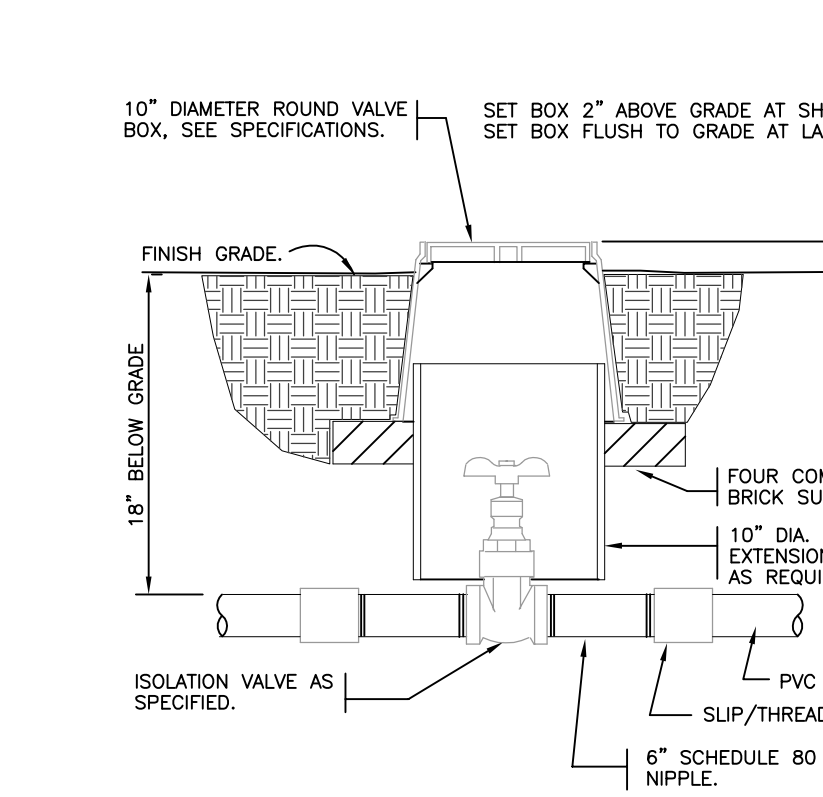 10" DIAMETER ROUND VALVE
BOX, SEE SPECIFICATIONS.
SET BOX 2" ABOVE GRADE AT SH
SET BOX FLUSH TO GRADE AT LA
FINISH GRADE.
18" BELOW GRADE
FOUR COM
BRICK SU
10" DIA.
EXTENSION
AS REQUI
ISOLATION VALVE AS
SPECIFIED.
PVC
SLIP/THREAD
6" SCHEDULE 80
NIPPLE.